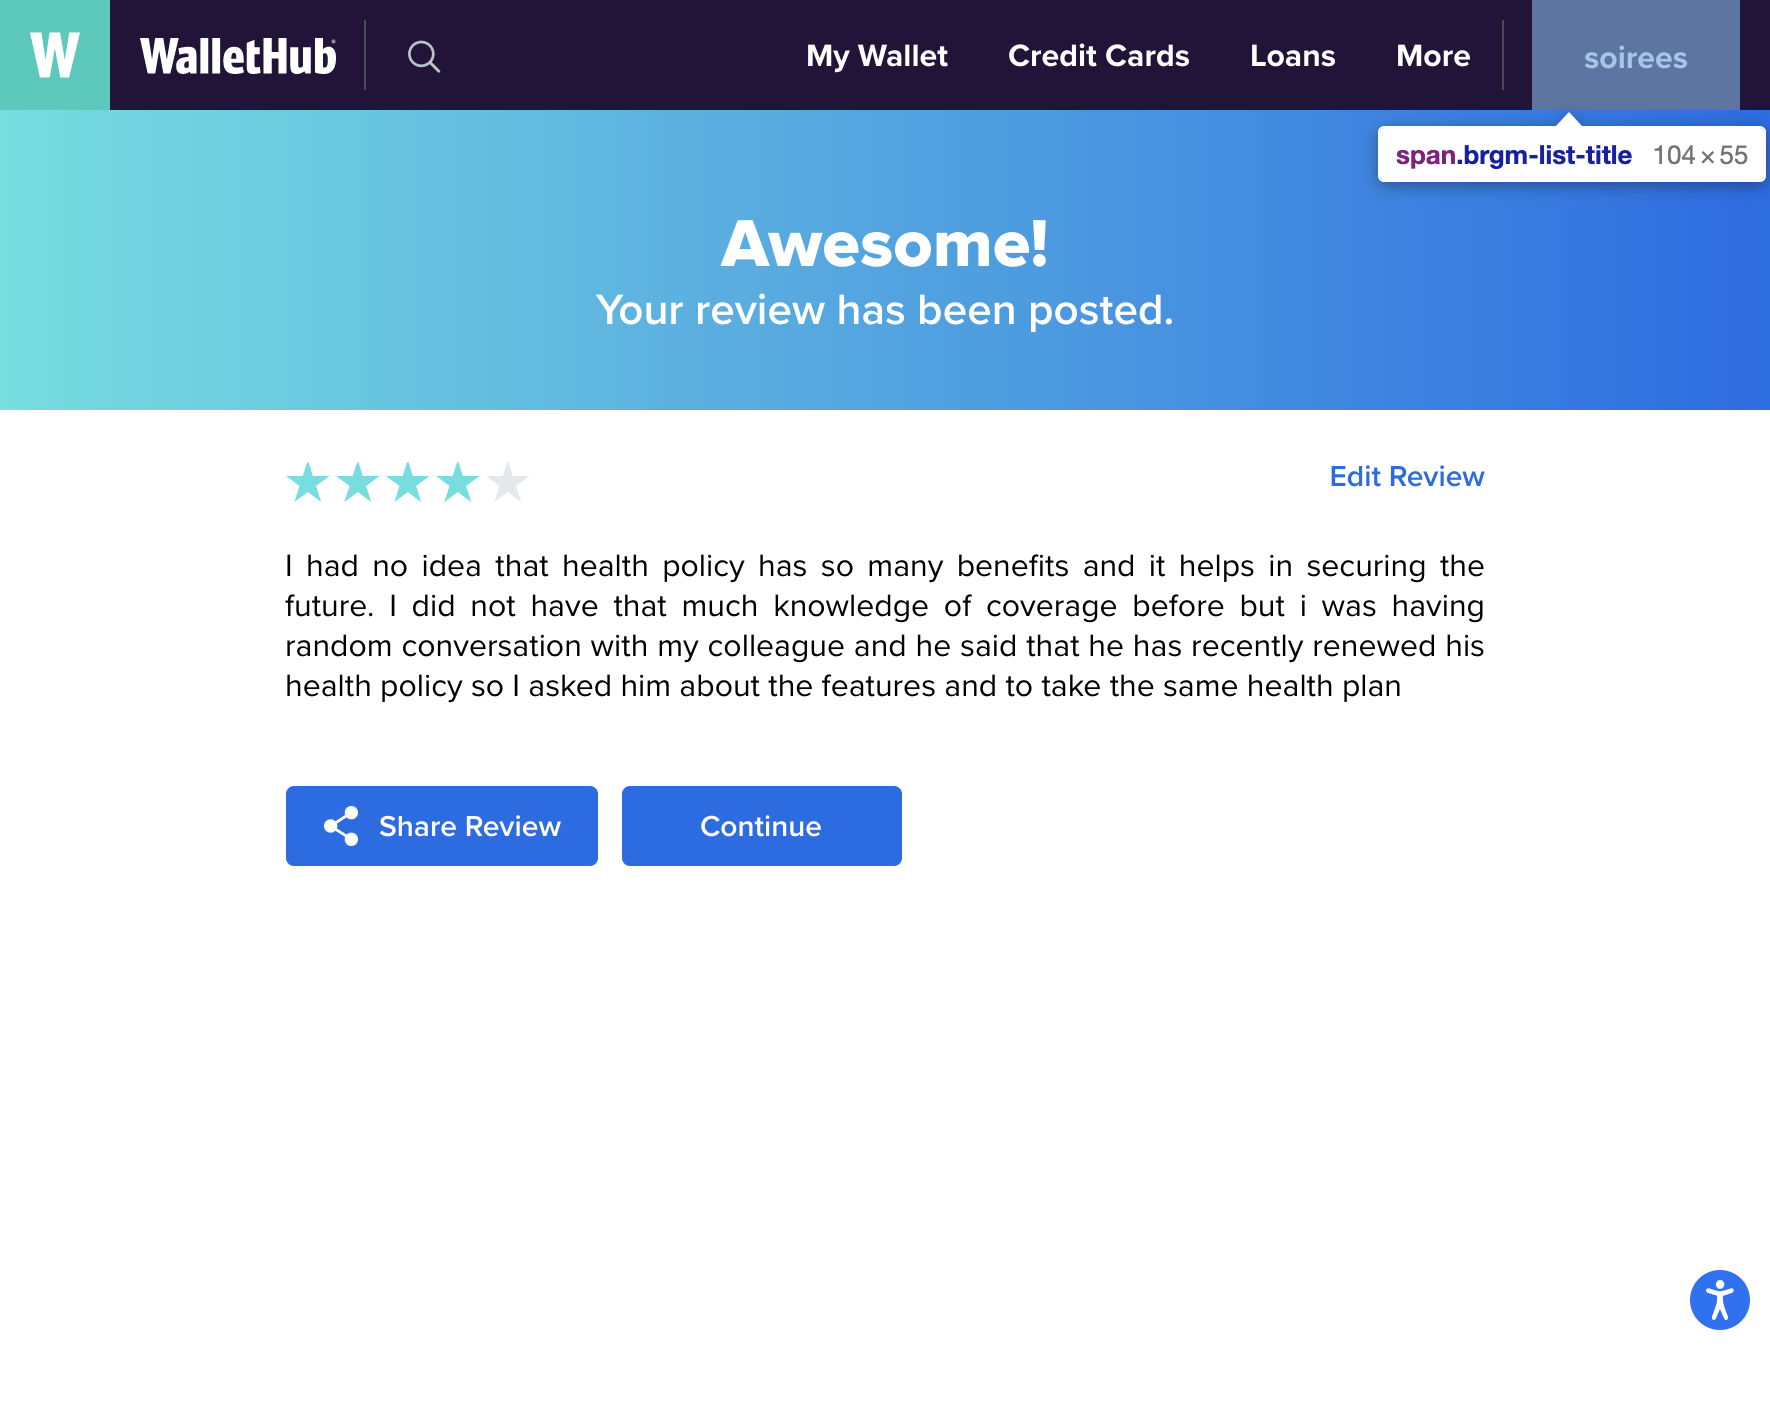 W WalletHub My Wallet Credit Cards Loans More soirees
span.brgm-list-title 104 × 55
Awesome!
Your review has been posted.
Edit Review
I had no idea that health policy has so many benefits and it helps in securing the
future. I did not have that much knowledge of coverage before but i was having
random conversation with my colleague and he said that he has recently renewed his
health policy so I asked him about the features and to take the same health plan
Share Review Continue